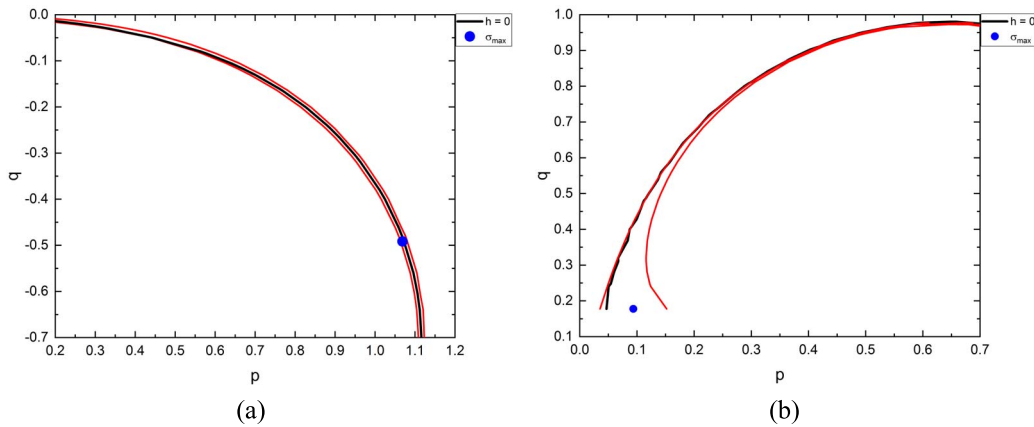 0.0
-0.1
-0.2
-0.3
-0.4
-0.5
-0.6
-0.7
q
0.2 0.3 0.4 0.5 0.6 0.7 0.8 0.9 1.0 1.1 1.2
p
h = 0
σmax
(a)
1.0
0.9
0.8
0.7
0.6
0.5
0.4
0.3
0.2
0.1
q
0.0 0.1 0.2 0.3 0.4 0.5 0.6 0.7
p
h = 0
σmax
(b)